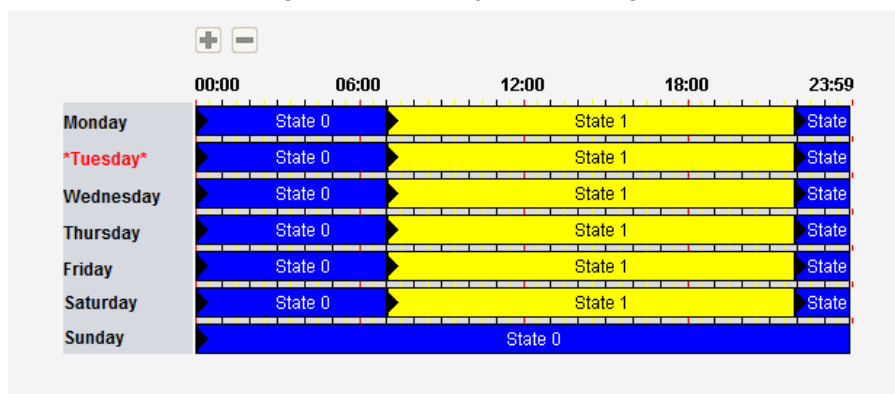 00:00 06:00 12:00 18:00 23:59
Monday State 0 State 1 State
*Tuesday* State 0 State 1 State
Wednesday State 0 State 1 State
Thursday State 0 State 1 State
Friday State 0 State 1 State
Saturday State 0 State 1 State
Sunday State 0